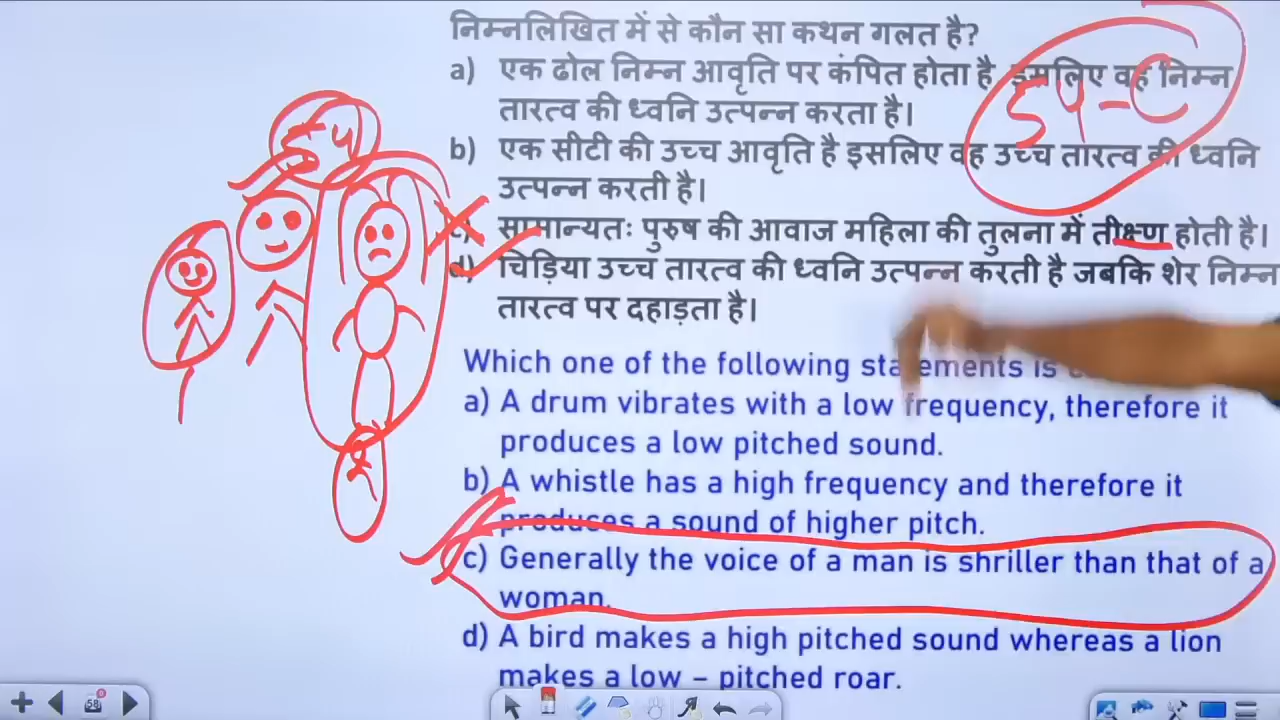 निम्नलिखित में से कौन सा कथन गलत है?
a) एक ढोल निम्न आवृति पर कंपित होता है इसलिए वह निम्न
तारत्व की ध्वनि उत्पन्न करता है।
b) एक सीटी की उच्च आवृति है इसलिए वह उच्च तारत्व की ध्वनि
उत्पन्न करती है।
c) सामान्यतः पुरुष की आवाज महिला की तुलना में तीक्ष्ण होती है।
d) चिड़िया उच्च तारत्व की ध्वनि उत्पन्न करती है जबकि शेर निम्न
तारत्व पर दहाड़ता है।
54-C
54
Which one of the following statements is
a) A drum vibrates with a low frequency, therefore it
produces a low pitched sound.
b) A whistle has a high frequency and therefore it
produces a sound of higher pitch.
c) Generally the voice of a man is shriller than that of a
woman.
d) A bird makes a high pitched sound whereas a lion
makes a low – pitched roar.
58